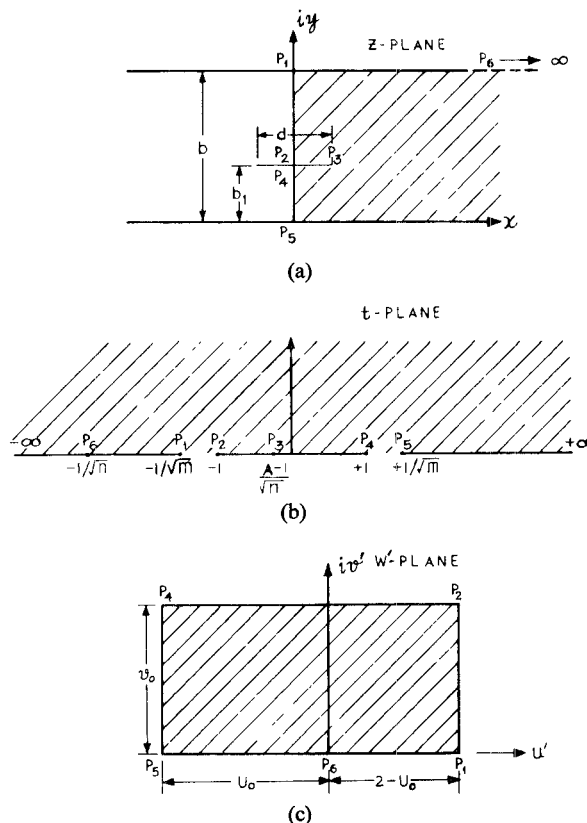 iy
Z-PLANE
P₁ P₆ → ∞
d
b P₂ P₃
P₄
b₁
P₅ x
(a)
t-PLANE
P₆ P₁ P₂ P₃ P₄ P₅
-∞ -1/√n -1/√m -1 A-1/√n +1 +1/√m
(b)
iv' W'-PLANE
P₄ P₂
v₀
P₅ P₆ P₁ U'
U₀ 2-U₀
(c)